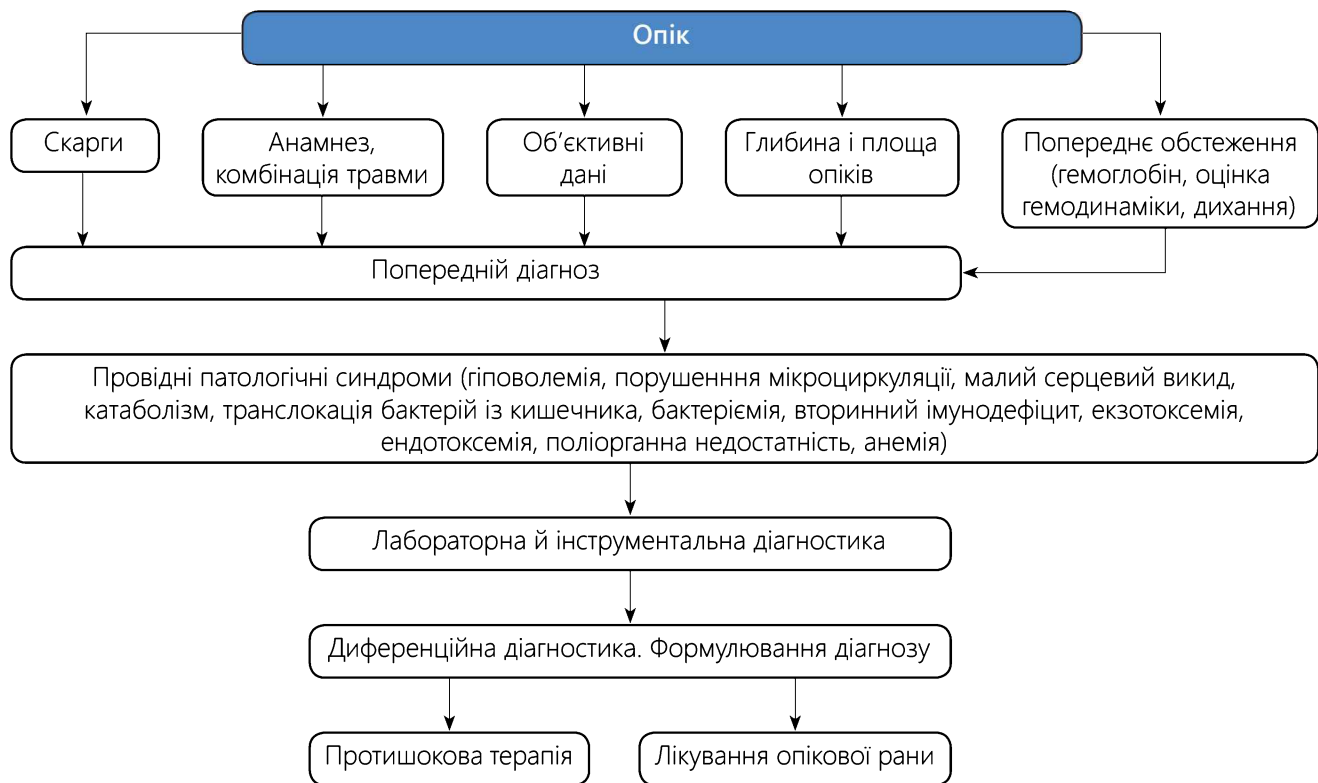 Опік
Скарги
Анамнез,
комбінація травми
Об’єктивні
дані
Глибина і площа
опіків
Попереднє обстеження
(гемоглобін, оцінка
гемодинаміки, дихання)
Попередній діагноз
Провідні патологічні синдроми (гіповолемія, порушенння мікроциркуляції, малий серцевий викид,
катаболізм, транслокація бактерій із кишечника, бактеріємія, вторинний імунодефіцит, екзотоксемія,
ендотоксемія, поліорганна недостатність, анемія)
Лабораторна й інструментальна діагностика
Диференційна діагностика. Формулювання діагнозу
Протишокова терапія
Лікування опікової рани